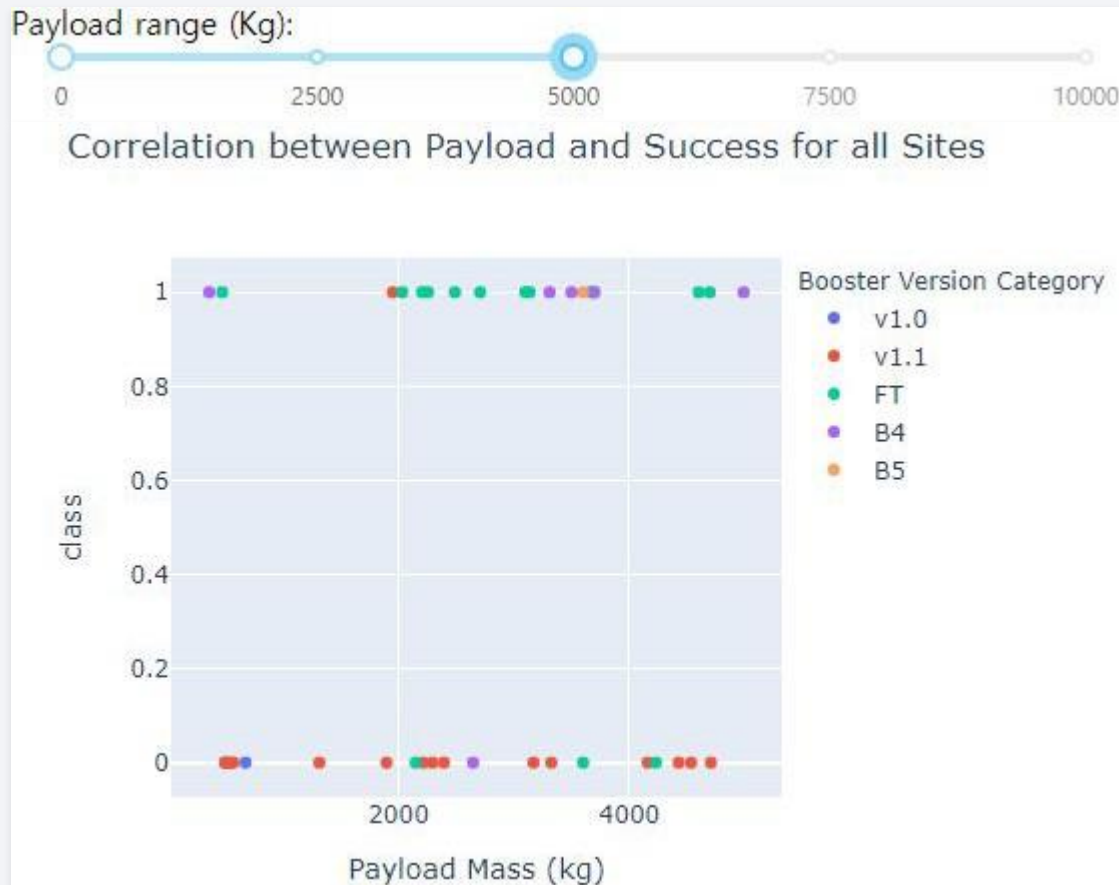 Payload range (Kg):
0 2500 5000 7500 10000
Correlation between Payload and Success for all Sites
Booster Version Category
v1.0
v1.1
FT
B4
B5
1
0.8
0.6
0.4
0.2
0
class
2000 4000
Payload Mass (kg)